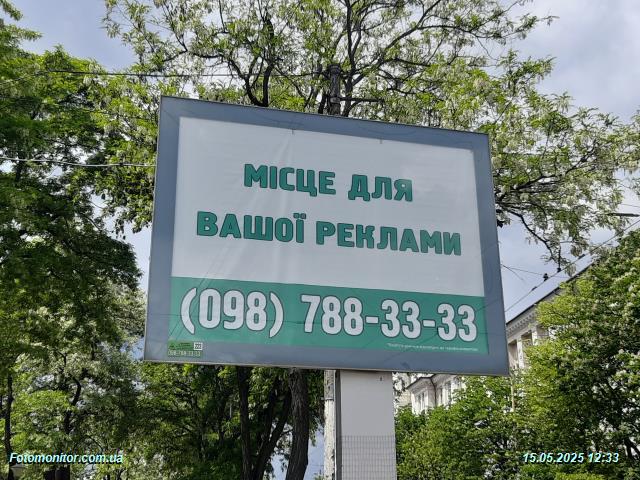 МІСЦЕ ДЛЯ
ВАШОЇ РЕКЛАМИ
(098) 788-33-33
Fotomonitor.com.ua
15.05.2025 12:33